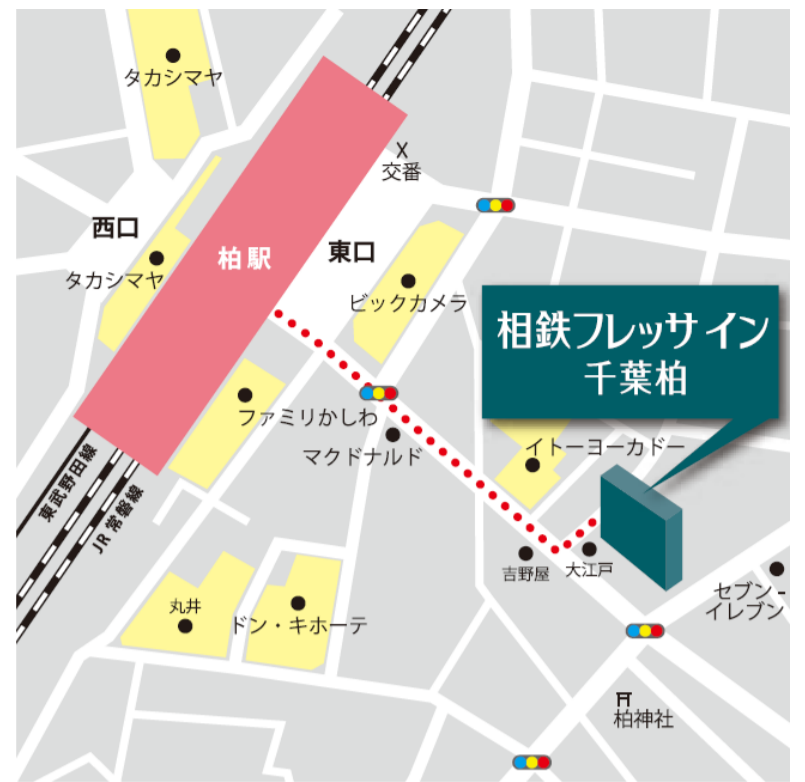 タカシマヤ
交番
西口
東口
柏駅
タカシマヤ
ビックカメラ
相鉄フレッサイン
千葉柏
ファミリかしわ
マクドナルド
イトーヨーカドー
東武野田線
JR常磐線
吉野屋
大江戸
セブン-
イレブン
丸井
ドン・キホーテ
柏神社